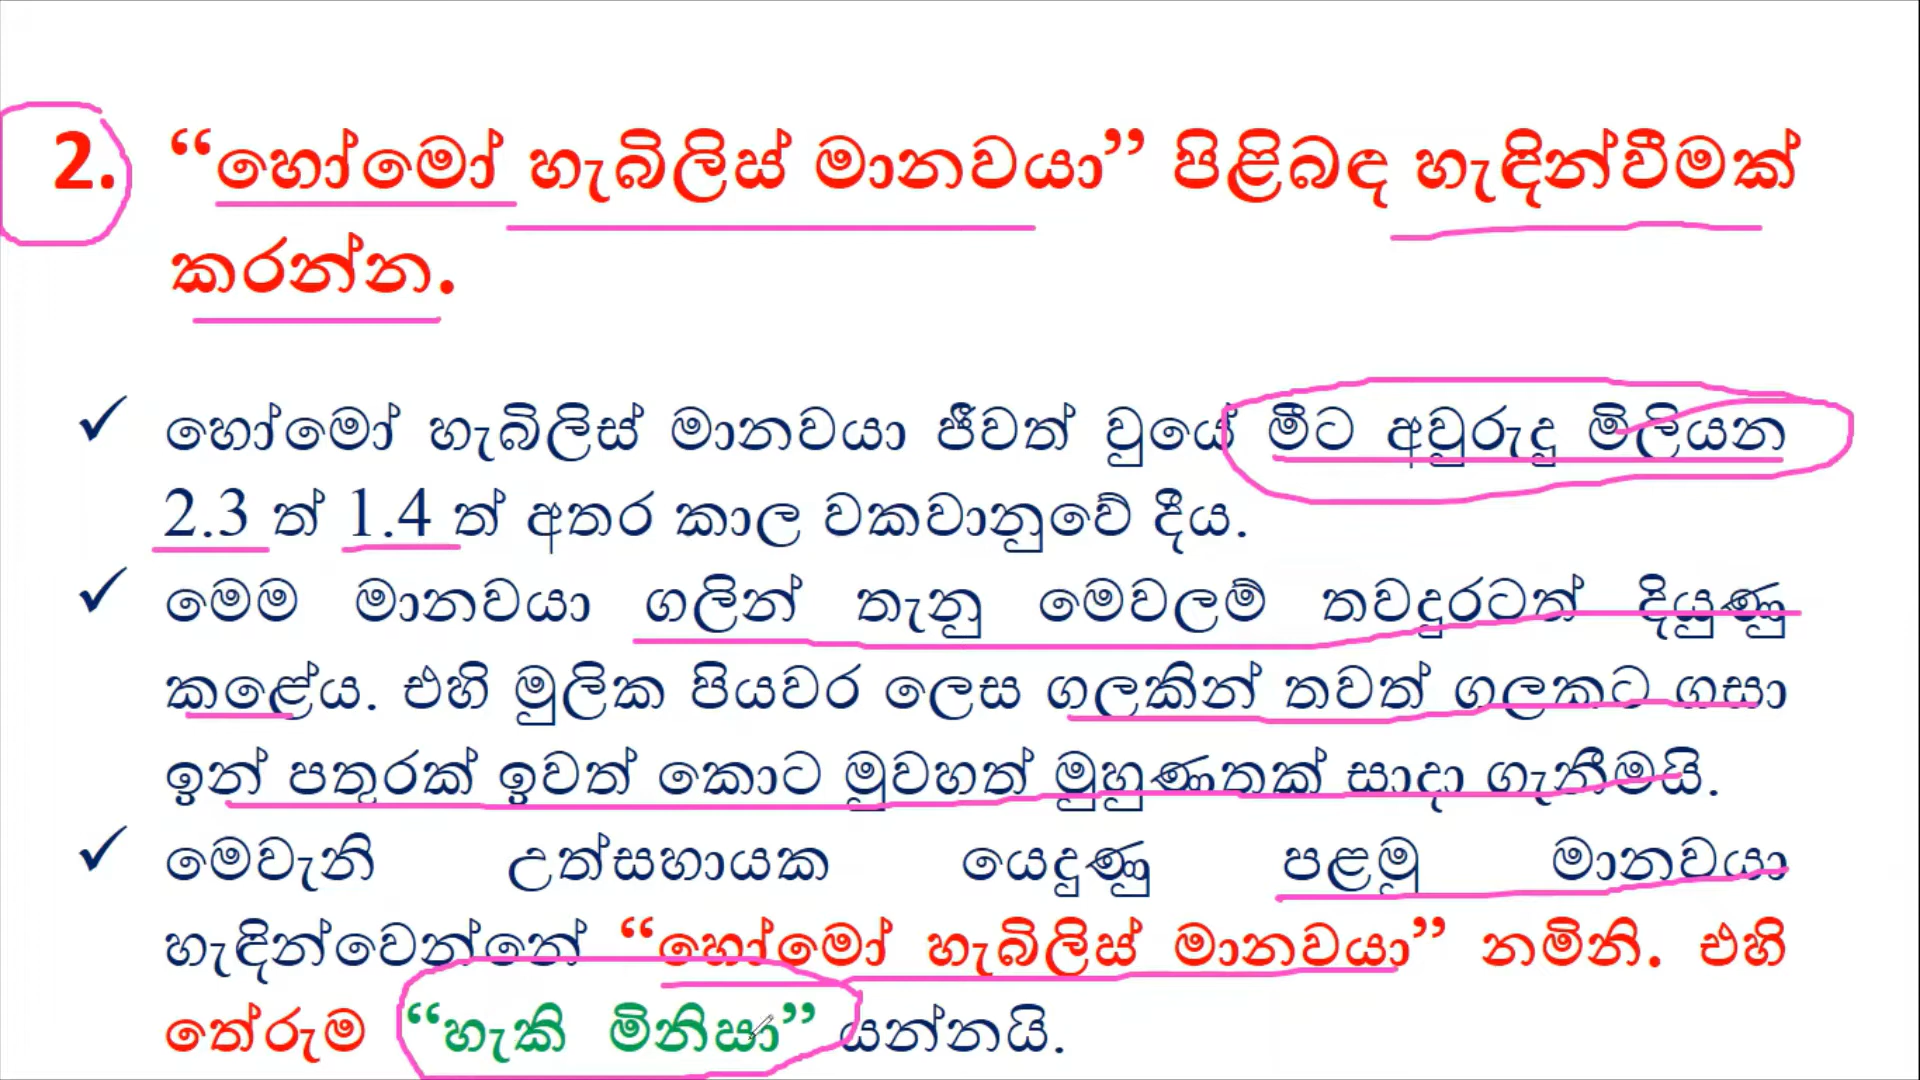 2. “හෝමෝ හැබිලිස් මානවයා” පිළිබඳ හැඳින්වීමක්
කරන්න.
✓ හෝමෝ හැබිලිස් මානවයා ජීවත් වුයේ මීට අවුරුදු මිලියන
2.3 ත් 1.4 ත් අතර කාල වකවානුවේ දීය.
✓ මෙම මානවයා ගලින් තැනු මෙවලම් තවදුරටත් දියුණු
කළේය. එහි මුලික පියවර ලෙස ගලකින් තවත් ගලකට ගසා
ඉන් පතුරක් ඉවත් කොට මුවහත් මුහුණතක් සාදා ගැනීමයි.
✓ මෙවැනි උත්සහායක යෙදුණු පළමු මානවයා
හැඳින්වෙන්නේ “හෝමෝ හැබිලිස් මානවයා” නමිනි. එහි
තේරුම “හැකි මිනිසා” යන්නයි.